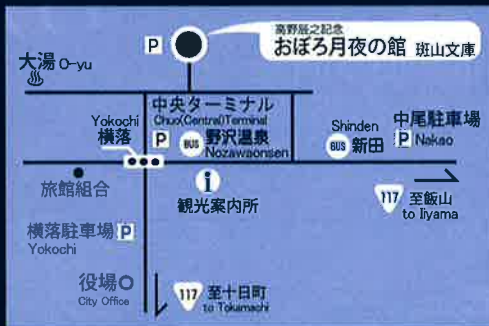 高野辰之記念
おぼろ月夜の館 斑山文庫
P
大湯 O-yu
中央ターミナル
Chuo(Central)Terminal
P BUS 野沢温泉
Nozawaonsen
Yokochi
横落
Shinden
BUS 新田
中尾駐車場
P Nakao
旅館組合
i
観光案内所
117 至飯山
to Iiyama
横落駐車場 P
Yokochi
役場
City Office
117 至十日町
to Tokamachi